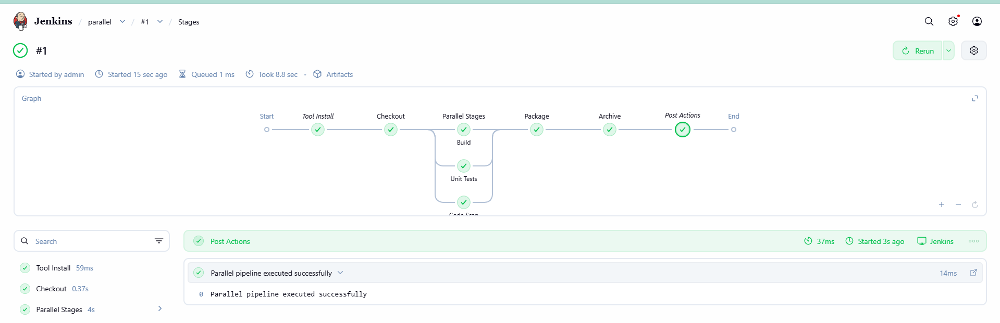 Jenkins / parallel / #1 / Stages
#1
Rerun
Started by admin Started 15 sec ago Queued 1 ms Took 8.8 sec Artifacts
Graph
Start Tool Install Checkout Parallel Stages Package Archive Post Actions End
Build
Unit Tests
Code Scan
Search
Tool Install 59ms
Checkout 0.37s
Parallel Stages 4s
Post Actions 37ms Started 3s ago Jenkins
Parallel pipeline executed successfully 14ms
0 Parallel pipeline executed successfully